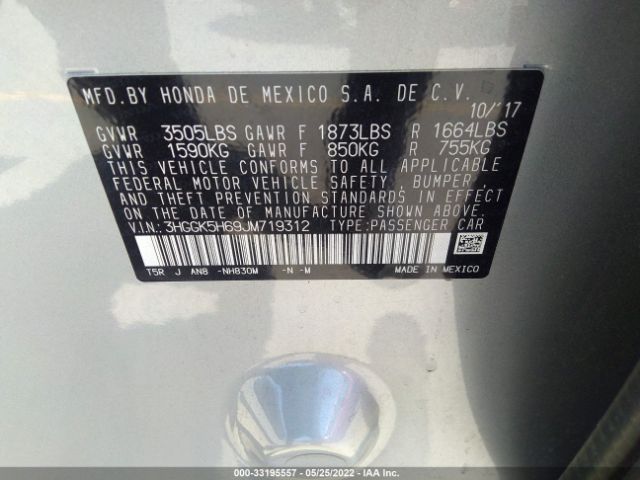 MFD.BY HONDA DE MEXICO S.A. DE C.V.
10/'17
GVWR 3505LBS GAWR F 1873LBS R 1664LBS
GVWR 1590KG GAWR F 850KG R 755KG
THIS VEHICLE CONFORMS TO ALL APPLICABLE
FEDERAL MOTOR VEHICLE SAFETY, BUMPER,
AND THEFT PREVENTION STANDARDS IN EFFECT
ON THE DATE OF MANUFACTURE SHOWN ABOVE.
V.I.N.: 3HGGK5H69JM719312 TYPE:PASSENGER CAR
T5R J AN8 -NH830M -N -M MADE IN MEXICO
000-33195557 - 05/25/2022 - IAA Inc.